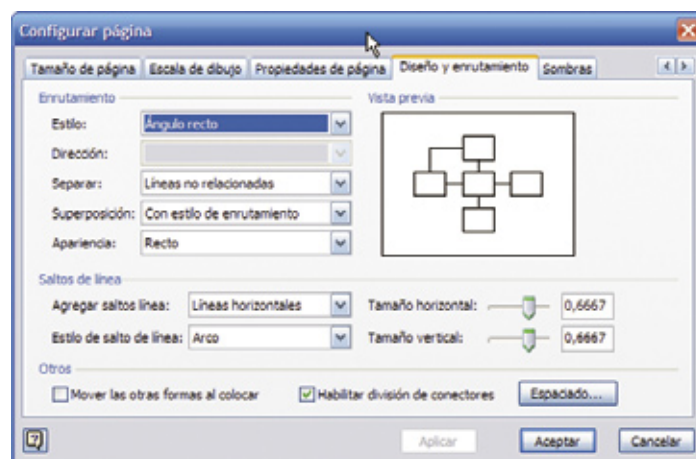 Configurar página
Tamaño de página Escala de dibujo Propiedades de página Diseño y enrutamiento Sombras
Enrutamiento
Estilo: Ángulo recto
Dirección:
Separar: Líneas no relacionadas
Superposición: Con estilo de enrutamiento
Apariencia: Recto
Vista previa
Saltos de línea
Agregar saltos línea: Líneas horizontales Tamaño horizontal: 0,6667
Estilo de salto de línea: Arco Tamaño vertical: 0,6667
Otros
Mover las otras formas al colocar Habilitar división de conectores Espaciado...
Aplicar Aceptar Cancelar